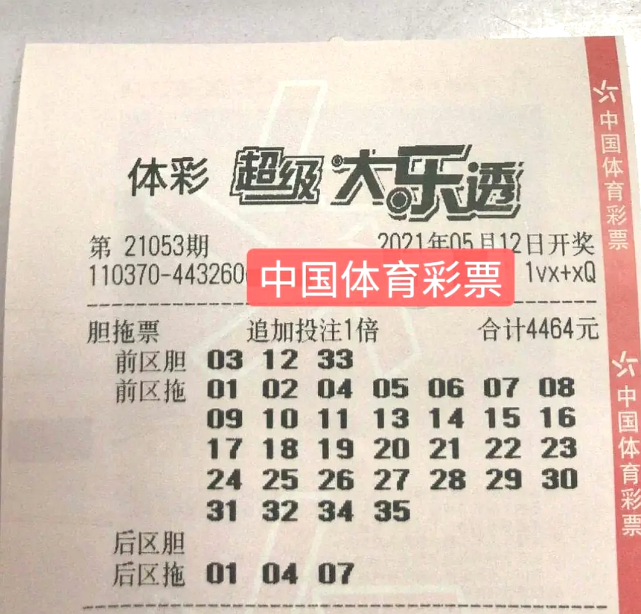 体彩 超级大乐透
第 21053期 2021年05月12日开奖
110370-443260 1vx+xQ
中国体育彩票
胆拖票 追加投注1倍 合计4464元
前区胆 03 12 33
前区拖 01 02 04 05 06 07 08
09 10 11 13 14 15 16
17 18 19 20 21 22 23
24 25 26 27 28 29 30
31 32 34 35
后区胆
后区拖 01 04 07
中国体育彩票
中国体育彩票